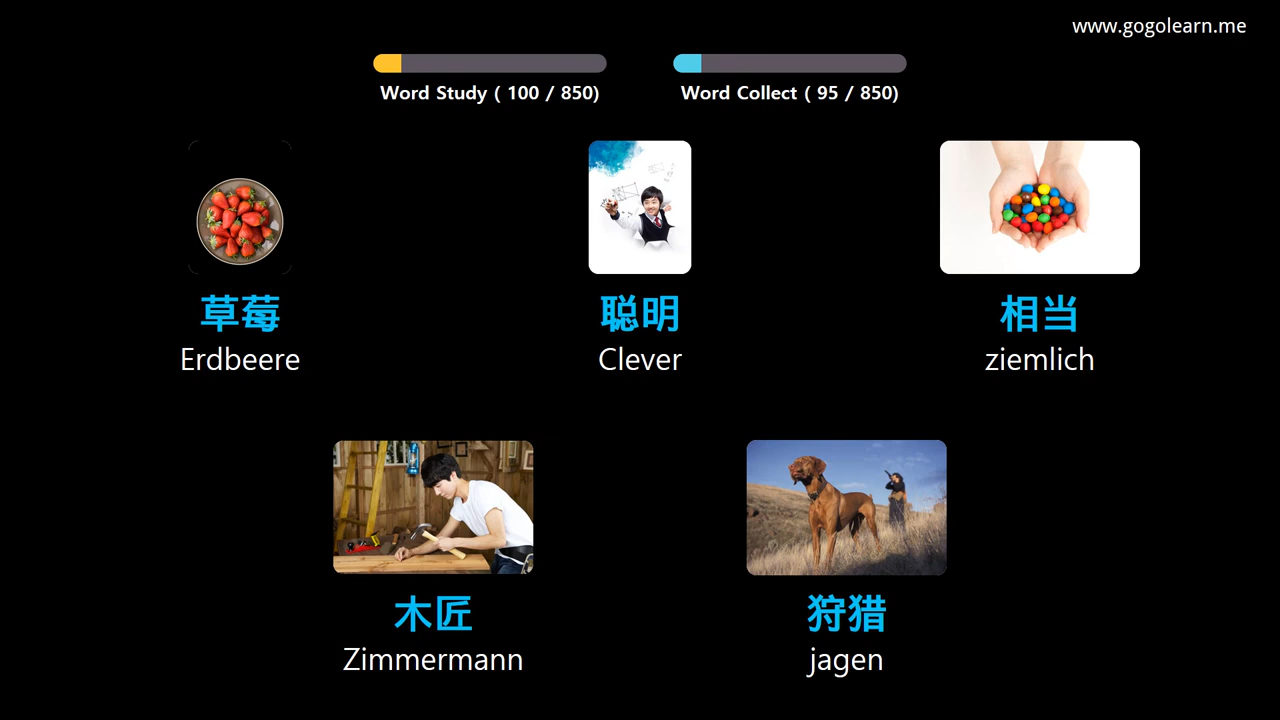 www.gogolearn.me
Word Study ( 100 / 850)
Word Collect ( 95 / 850)
草莓
Erdbeere
聪明
Clever
相当
ziemlich
木匠
Zimmermann
狩猎
jagen